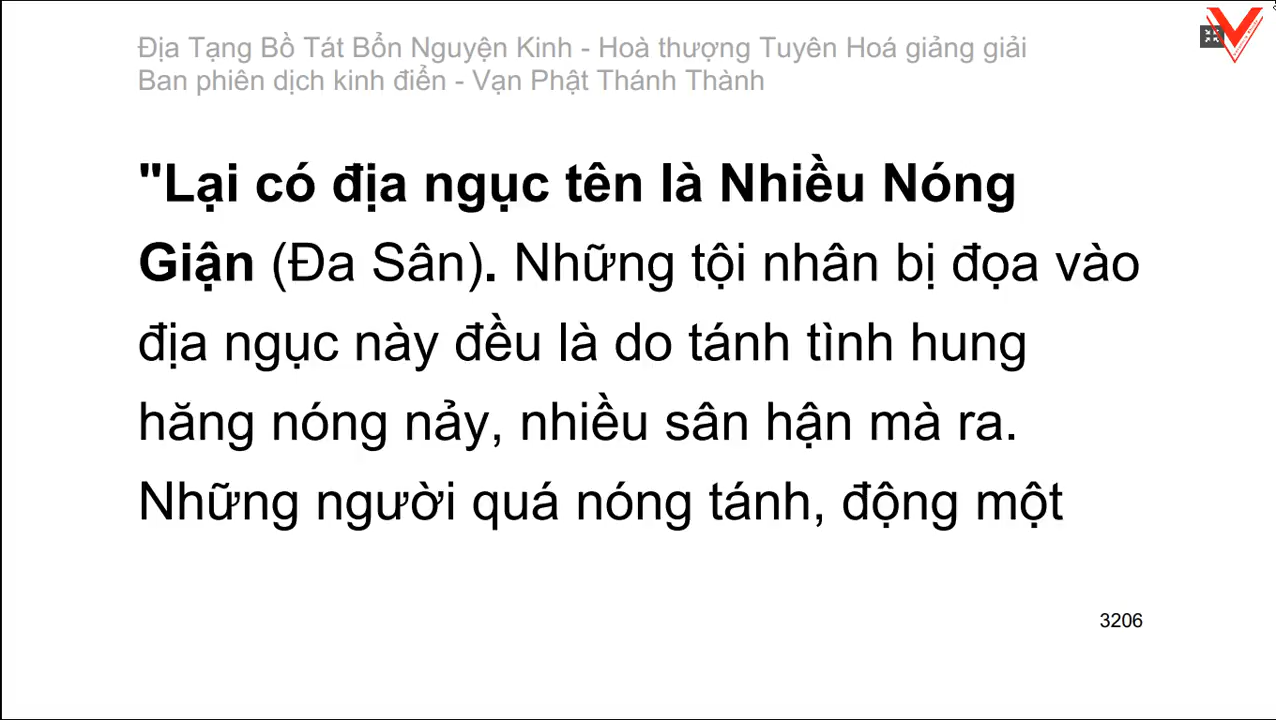 Địa Tạng Bồ Tát Bổn Nguyện Kinh - Hoà thượng Tuyên Hoá giảng giải
Ban phiên dịch kinh điển - Vạn Phật Thánh Thành
"Lại có địa ngục tên là Nhiều Nóng
Giận (Đa Sân). Những tội nhân bị đọa vào
địa ngục này đều là do tánh tình hung
hăng nóng nảy, nhiều sân hận mà ra.
Những người quá nóng tánh, động một
3206